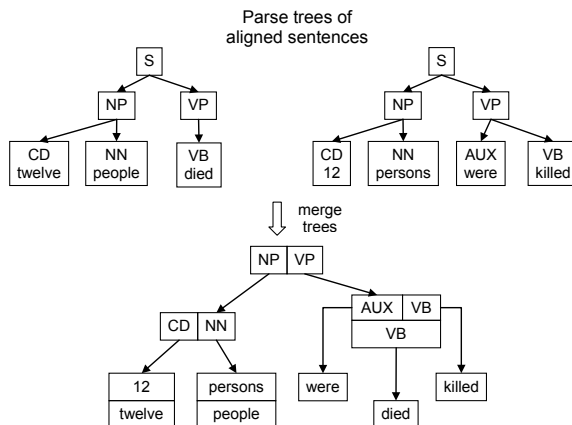 Parse trees of
aligned sentences
S
S
NP
VP
NP
VP
CD
twelve
NN
people
VB
died
CD
12
NN
persons
AUX
were
VB
killed
merge
trees
NP VP
CD NN
AUX VB
VB
12
twelve
persons
people
were
died
killed